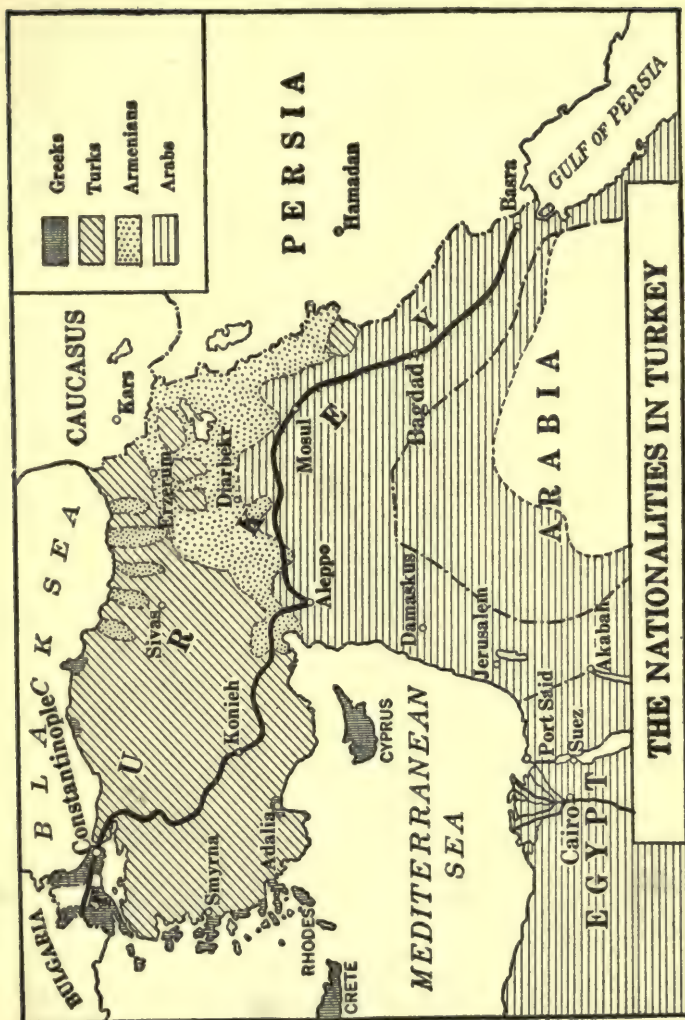 THE NATIONALITIES IN TURKEY
Greeks
Turks
Armenians
Arabs
BLACK SEA
CAUCASUS
Kars
BULGARIA
Constantinople
T U R K E Y
Erzerum
Sivas
Diarbekr
PERSIA
Hamadan
Konieh
Smyrna
Adalia
Aleppo
Mosul
Bagdad
Basra
GULF OF PERSIA
RHODES
CRETE
CYPRUS
MEDITERRANEAN
SEA
Damaskus
Jerusalem
Port Said
Suez
Akabah
Cairo
EGYPT
ARABIA